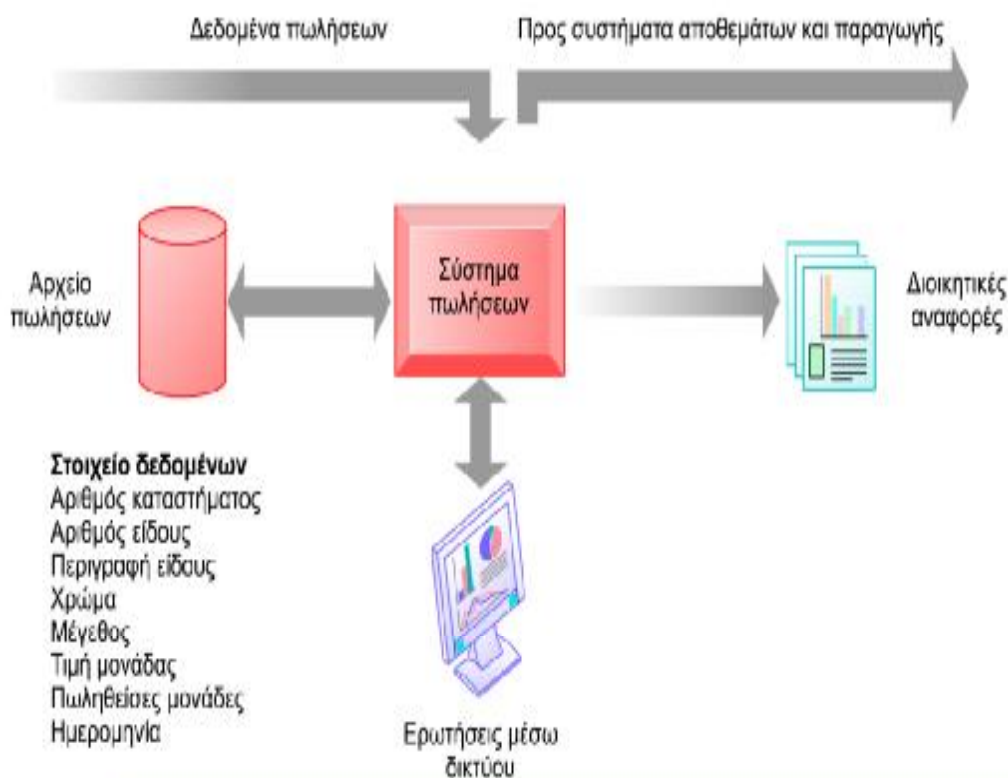 Δεδομένα πωλήσεων
Προς συστήματα αποθεμάτων και παραγωγής
Αρχείο
πωλήσεων
Σύστημα
πωλήσεων
Διοικητικές
αναφορές
Στοιχείο δεδομένων
Αριθμός καταστήματος
Αριθμός είδους
Περιγραφή είδους
Χρώμα
Μέγεθος
Τιμή μονάδας
Πωληθείσες μονάδες
Ημερομηνία
Ερωτήσεις μέσω
δικτύου